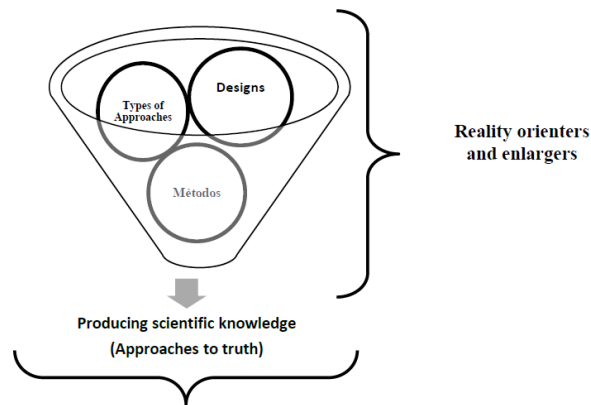 Types of
Approaches
Designs
Métodos
Reality orienters
and enlargers
Producing scientific knowledge
(Approaches to truth)